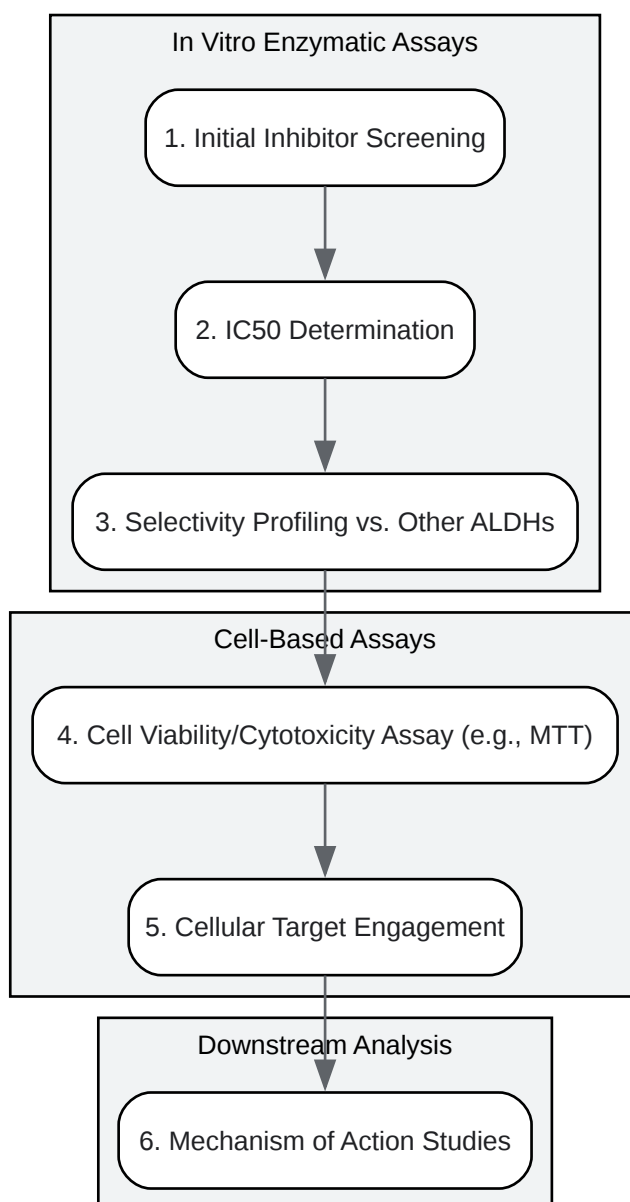 In Vitro Enzymatic Assays
1. Initial Inhibitor Screening
2. IC50 Determination
3. Selectivity Profiling vs. Other ALDHs
Cell-Based Assays
4. Cell Viability/Cytotoxicity Assay (e.g., MTT)
5. Cellular Target Engagement
Downstream Analysis
6. Mechanism of Action Studies